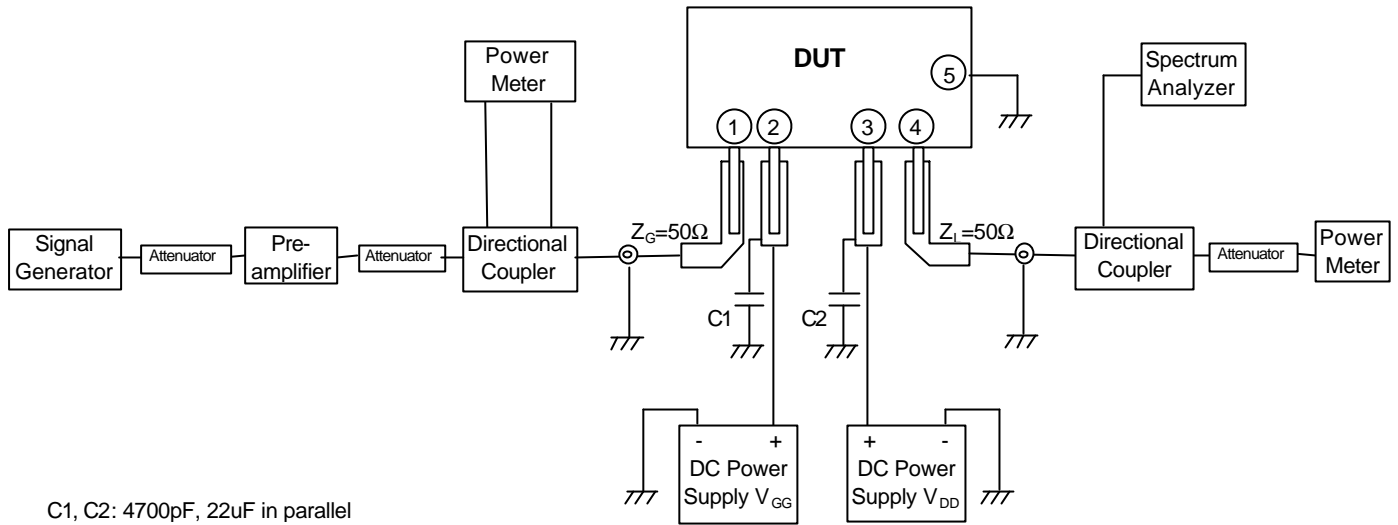 Power
Meter
DUT
5
Spectrum
Analyzer
1 2 3 4
Signal
Generator
Attenuator
Pre-
amplifier
Attenuator
Directional
Coupler
Z_G=50Ω
Z_L=50Ω
Directional
Coupler
Attenuator
Power
Meter
C1
C2
- +
DC Power
Supply V_GG
+ -
DC Power
Supply V_DD
C1, C2: 4700pF, 22uF in parallel